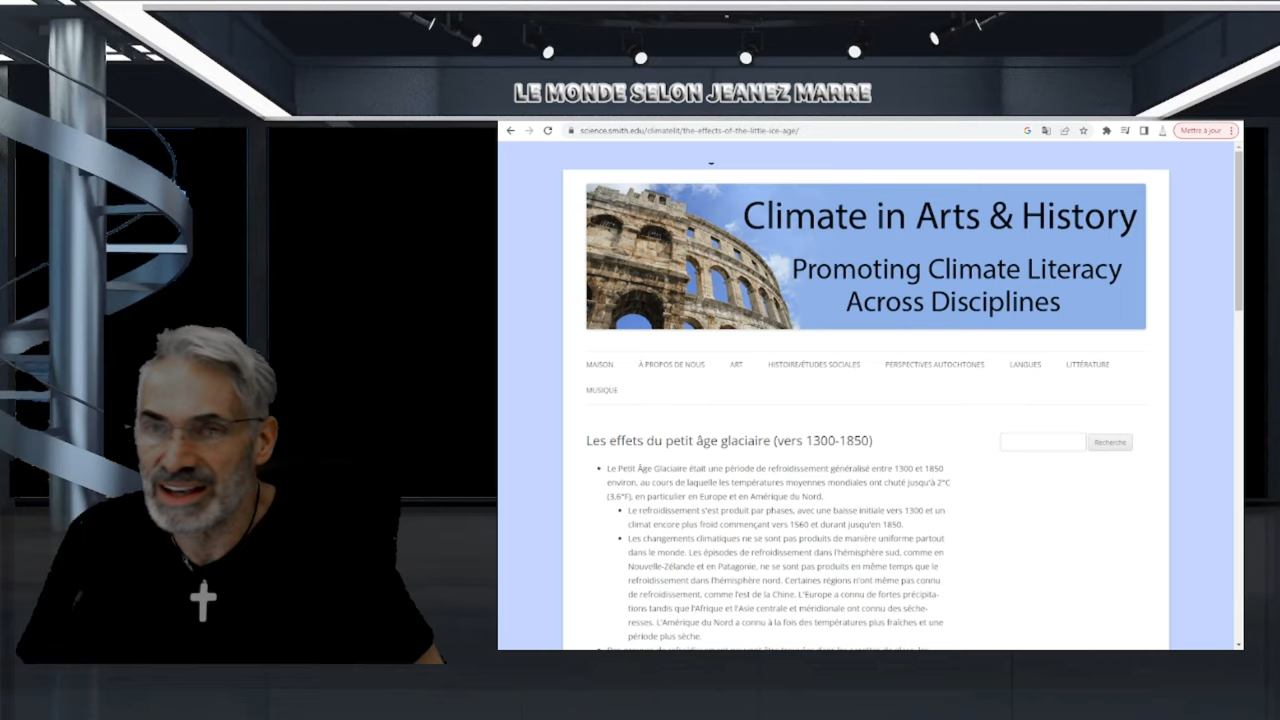 LE MONDE SELON JEANEZ MARRE
science.smith.edu/climatelit/the-effects-of-the-little-ice-age/
Mettre à jour
Climate in Arts & History
Promoting Climate Literacy
Across Disciplines
MAISON À PROPOS DE NOUS ART HISTOIRE/ÉTUDES SOCIALES PERSPECTIVES AUTOCHTONES LANGUES LITTÉRATURE
MUSIQUE
Les effets du petit âge glaciaire (vers 1300-1850)
Recherche
Le Petit Âge Glaciaire était une période de refroidissement généralisé entre 1300 et 1850
environ, au cours de laquelle les températures moyennes mondiales ont chuté jusqu'à 2°C
(3,6°F), en particulier en Europe et en Amérique du Nord.
Le refroidissement s'est produit par phases, avec une baisse initiale vers 1300 et un
climat encore plus froid commençant vers 1560 et durant jusqu'en 1850.
Les changements climatiques ne se sont pas produits de manière uniforme partout
dans le monde. Les épisodes de refroidissement dans l'hémisphère sud, comme en
Nouvelle-Zélande et en Patagonie, ne se sont pas produits en même temps que le
refroidissement dans l'hémisphère nord. Certaines régions n'ont même pas connu
de refroidissement, comme l'est de la Chine. L'Europe a connu de fortes précipita-
tions tandis que l'Afrique et l'Asie centrale et méridionale ont connu des séche-
resses. L'Amérique du Nord a connu à la fois des températures plus fraîches et une
période plus sèche.